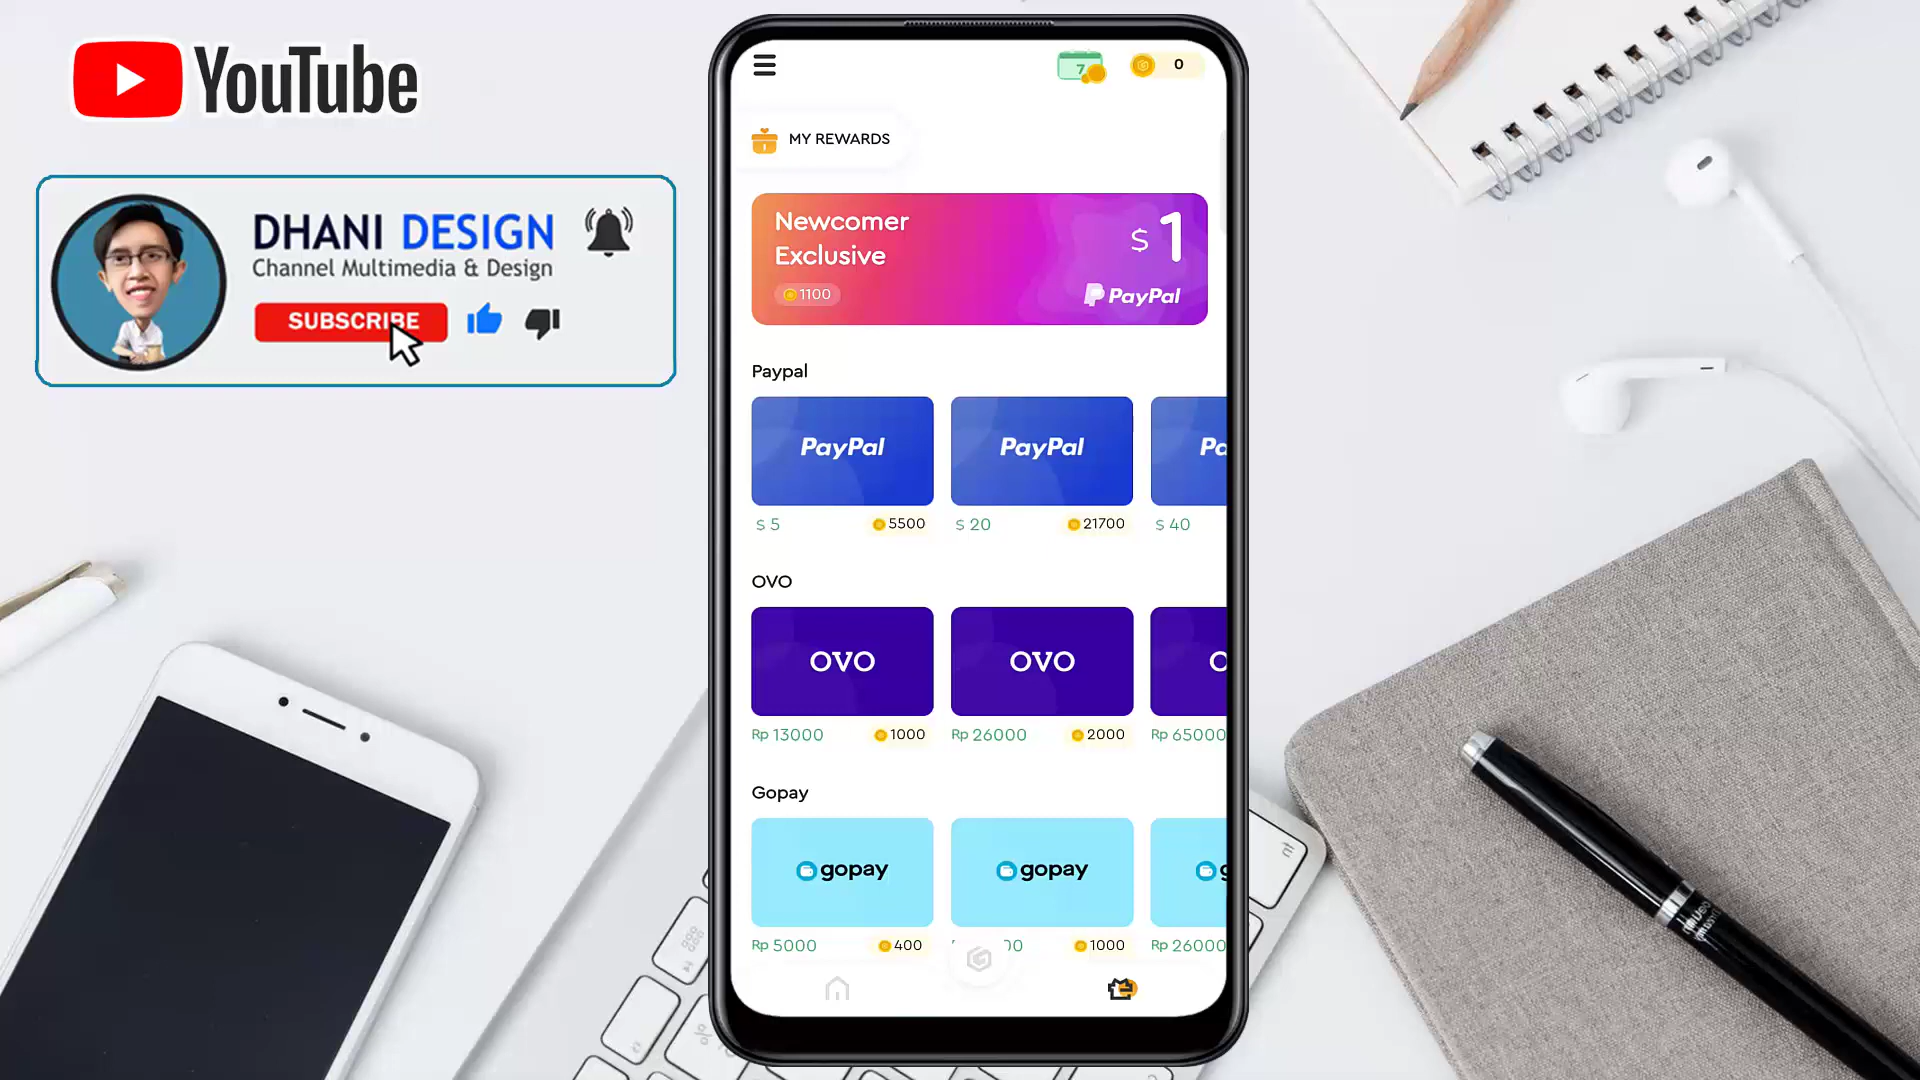 YouTube
DHANI DESIGN
Channel Multimedia & Design
SUBSCRIBE
7
0
MY REWARDS
Newcomer
Exclusive
$ 1
1100
PayPal
Paypal
PayPal
PayPal
$ 5
5500
$ 20
21700
$ 40
OVO
OVO
OVO
Rp 13000
1000
Rp 26000
2000
Rp 65000
Gopay
gopay
gopay
Rp 5000
400
1000
Rp 26000